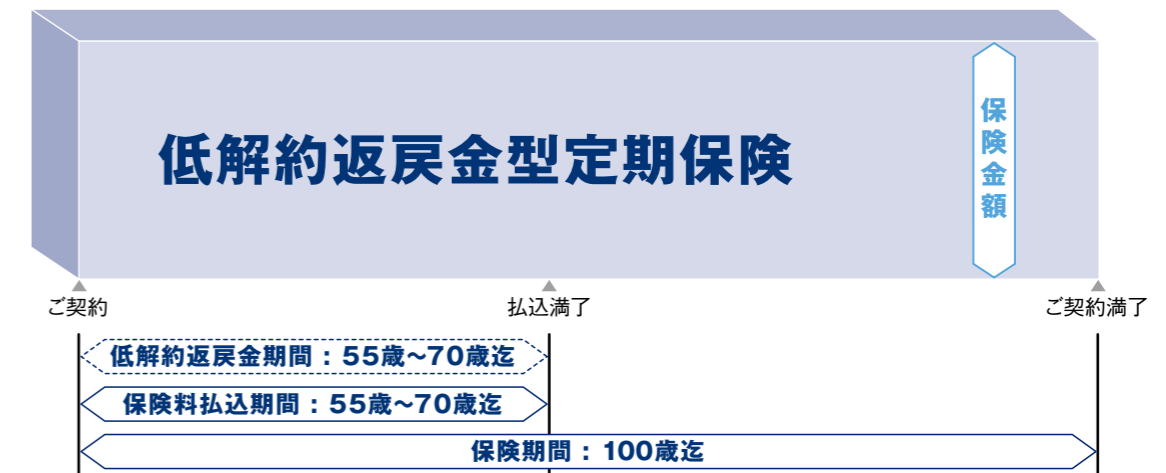 低解約返戻金型定期保険
保険金額
ご契約
払込満了
ご契約満了
低解約返戻金期間：55歳〜70歳迄
保険料払込期間：55歳〜70歳迄
保険期間：100歳迄